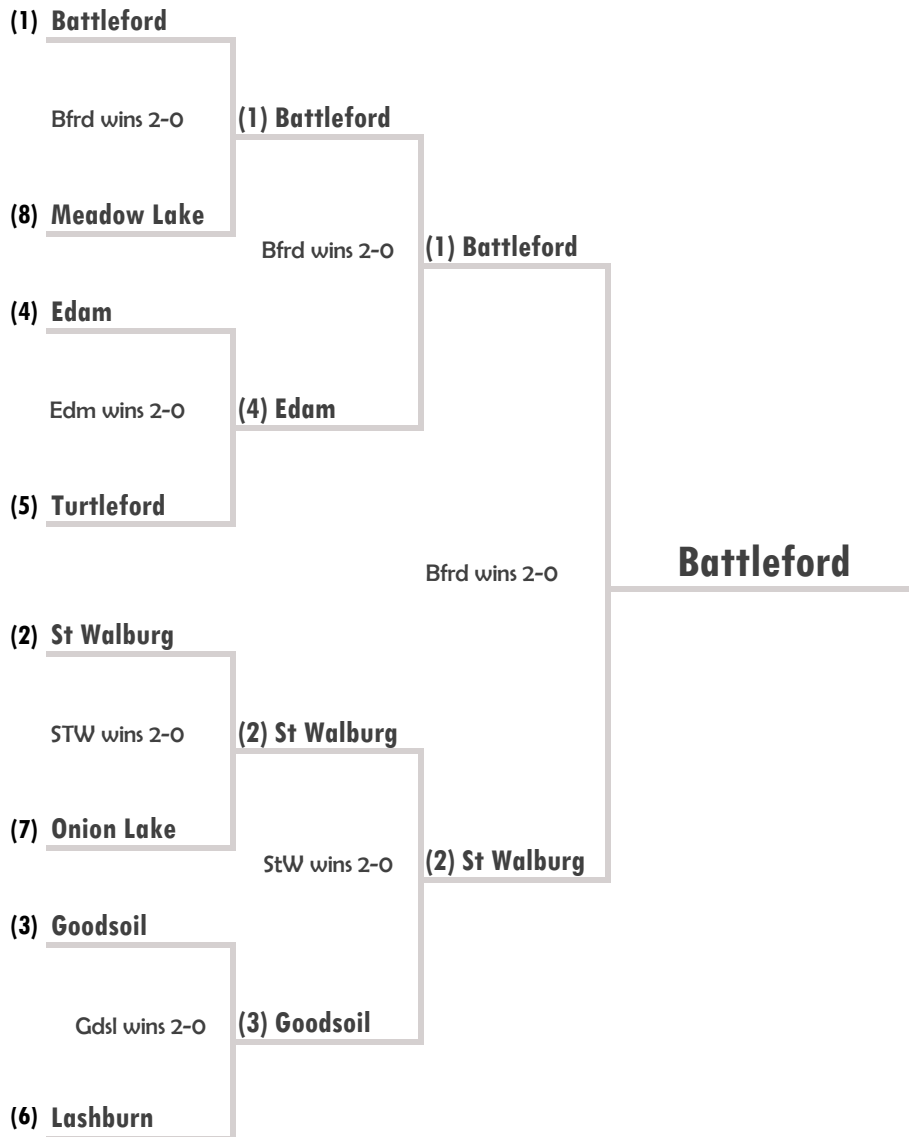 (1) Battleford
Bfrd wins 2-0
(1) Battleford
(8) Meadow Lake
Bfrd wins 2-0
(1) Battleford
(4) Edam
Edm wins 2-0
(4) Edam
(5) Turtleford
Bfrd wins 2-0
Battleford
(2) St Walburg
STW wins 2-0
(2) St Walburg
(7) Onion Lake
StW wins 2-0
(2) St Walburg
(3) Goodsoil
Gdsl wins 2-0
(3) Goodsoil
(6) Lashburn